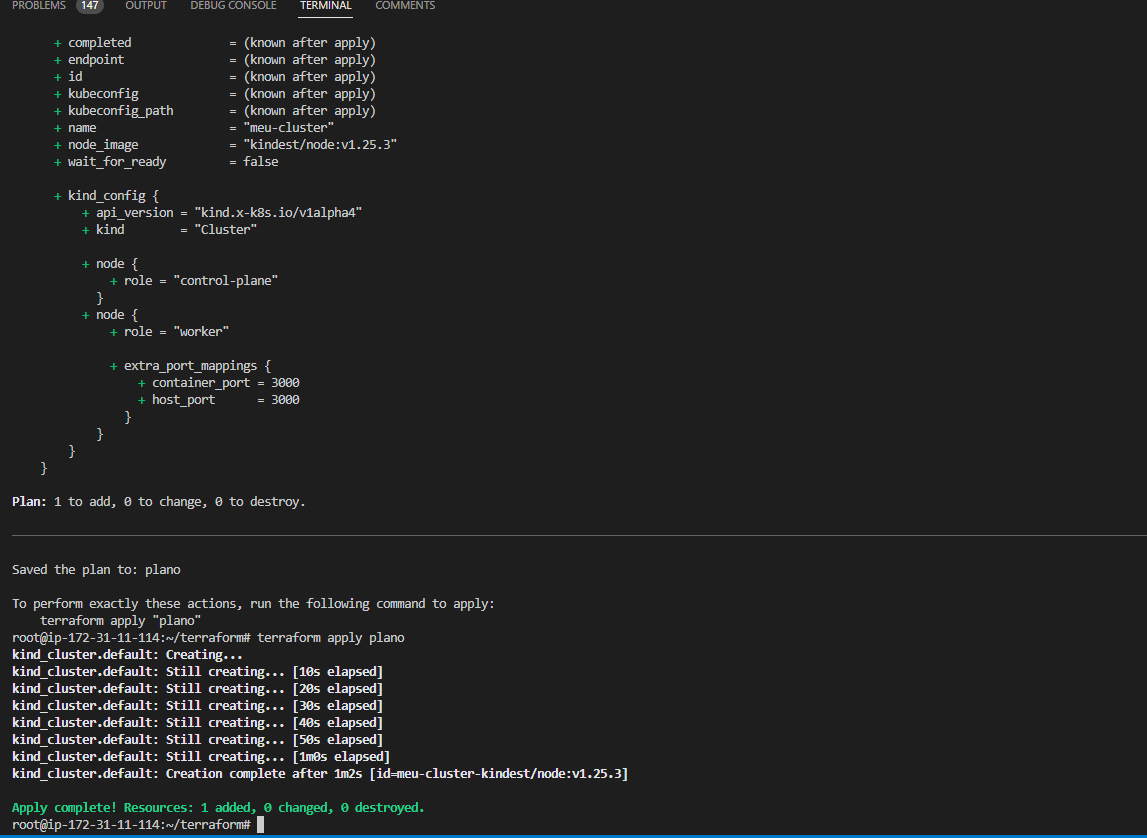 PROBLEMS 147 OUTPUT DEBUG CONSOLE TERMINAL COMMENTS
+ completed = (known after apply)
+ endpoint = (known after apply)
+ id = (known after apply)
+ kubeconfig = (known after apply)
+ kubeconfig_path = (known after apply)
+ name = "meu-cluster"
+ node_image = "kindest/node:v1.25.3"
+ wait_for_ready = false
+ kind_config {
+ api_version = "kind.x-k8s.io/v1alpha4"
+ kind = "Cluster"
+ node {
+ role = "control-plane"
}
+ node {
+ role = "worker"
+ extra_port_mappings {
+ container_port = 3000
+ host_port = 3000
}
}
}
}
Plan: 1 to add, 0 to change, 0 to destroy.
Saved the plan to: plano
To perform exactly these actions, run the following command to apply:
terraform apply "plano"
root@ip-172-31-11-114:~/terraform# terraform apply plano
kind_cluster.default: Creating...
kind_cluster.default: Still creating... [10s elapsed]
kind_cluster.default: Still creating... [20s elapsed]
kind_cluster.default: Still creating... [30s elapsed]
kind_cluster.default: Still creating... [40s elapsed]
kind_cluster.default: Still creating... [50s elapsed]
kind_cluster.default: Still creating... [1m0s elapsed]
kind_cluster.default: Creation complete after 1m2s [id=meu-cluster-kindest/node:v1.25.3]
Apply complete! Resources: 1 added, 0 changed, 0 destroyed.
root@ip-172-31-11-114:~/terraform#